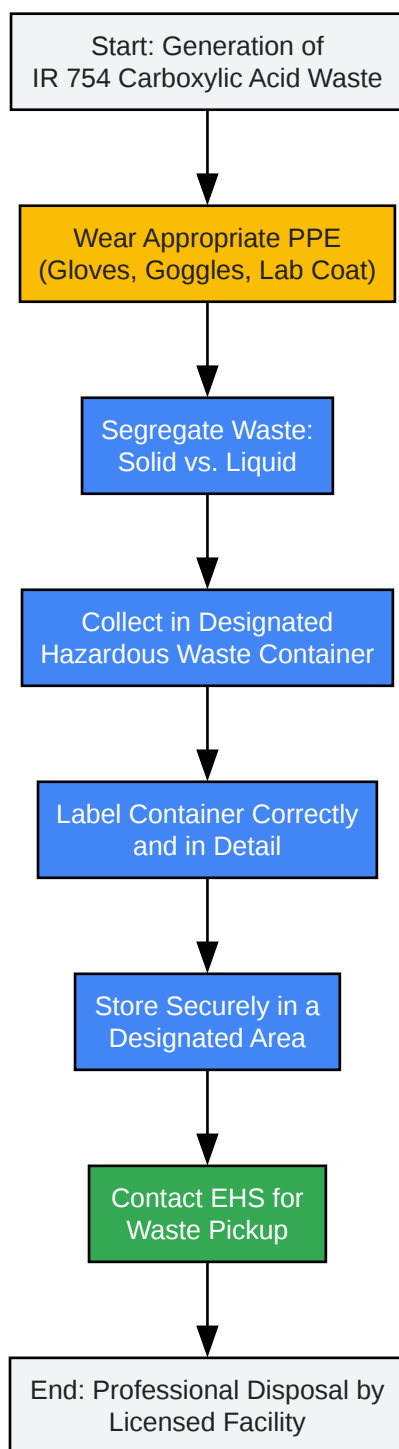 Start: Generation of
IR 754 Carboxylic Acid Waste
Wear Appropriate PPE
(Gloves, Goggles, Lab Coat)
Segregate Waste:
Solid vs. Liquid
Collect in Designated
Hazardous Waste Container
Label Container Correctly
and in Detail
Store Securely in a
Designated Area
Contact EHS for
Waste Pickup
End: Professional Disposal by
Licensed Facility